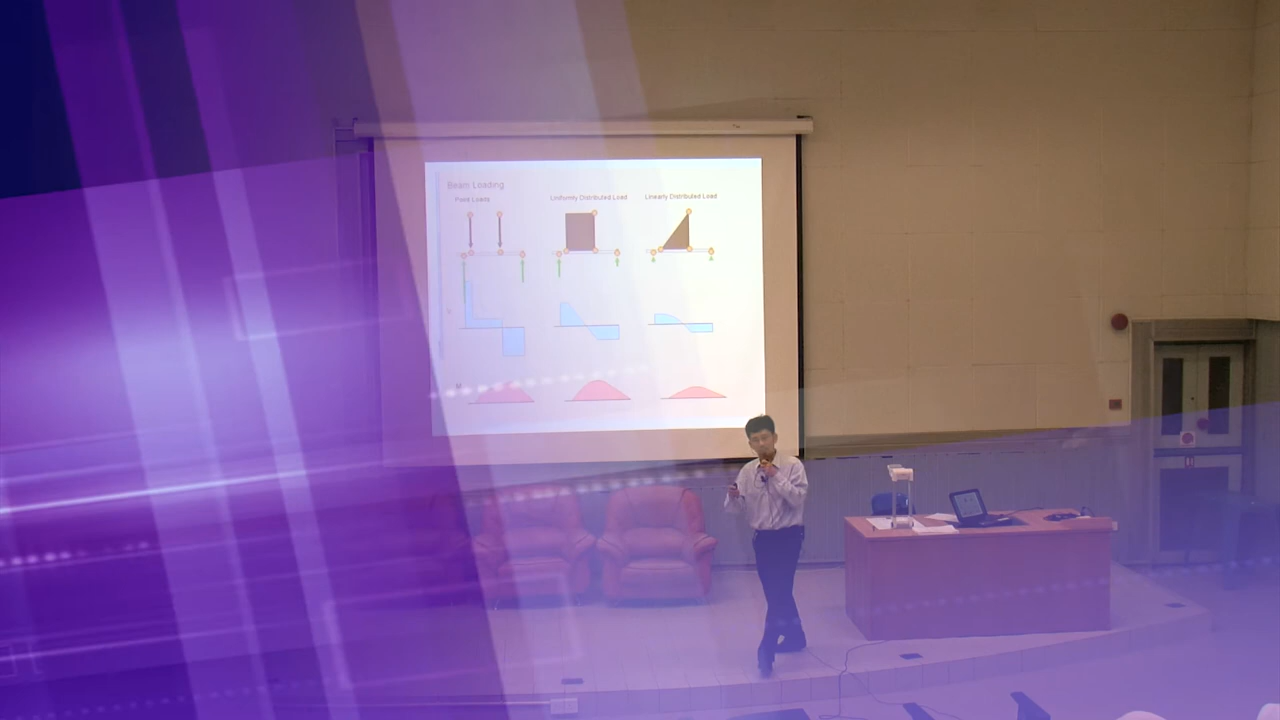 Beam Loading
Point Loads
Uniformly Distributed Load
Linearly Distributed Load
M